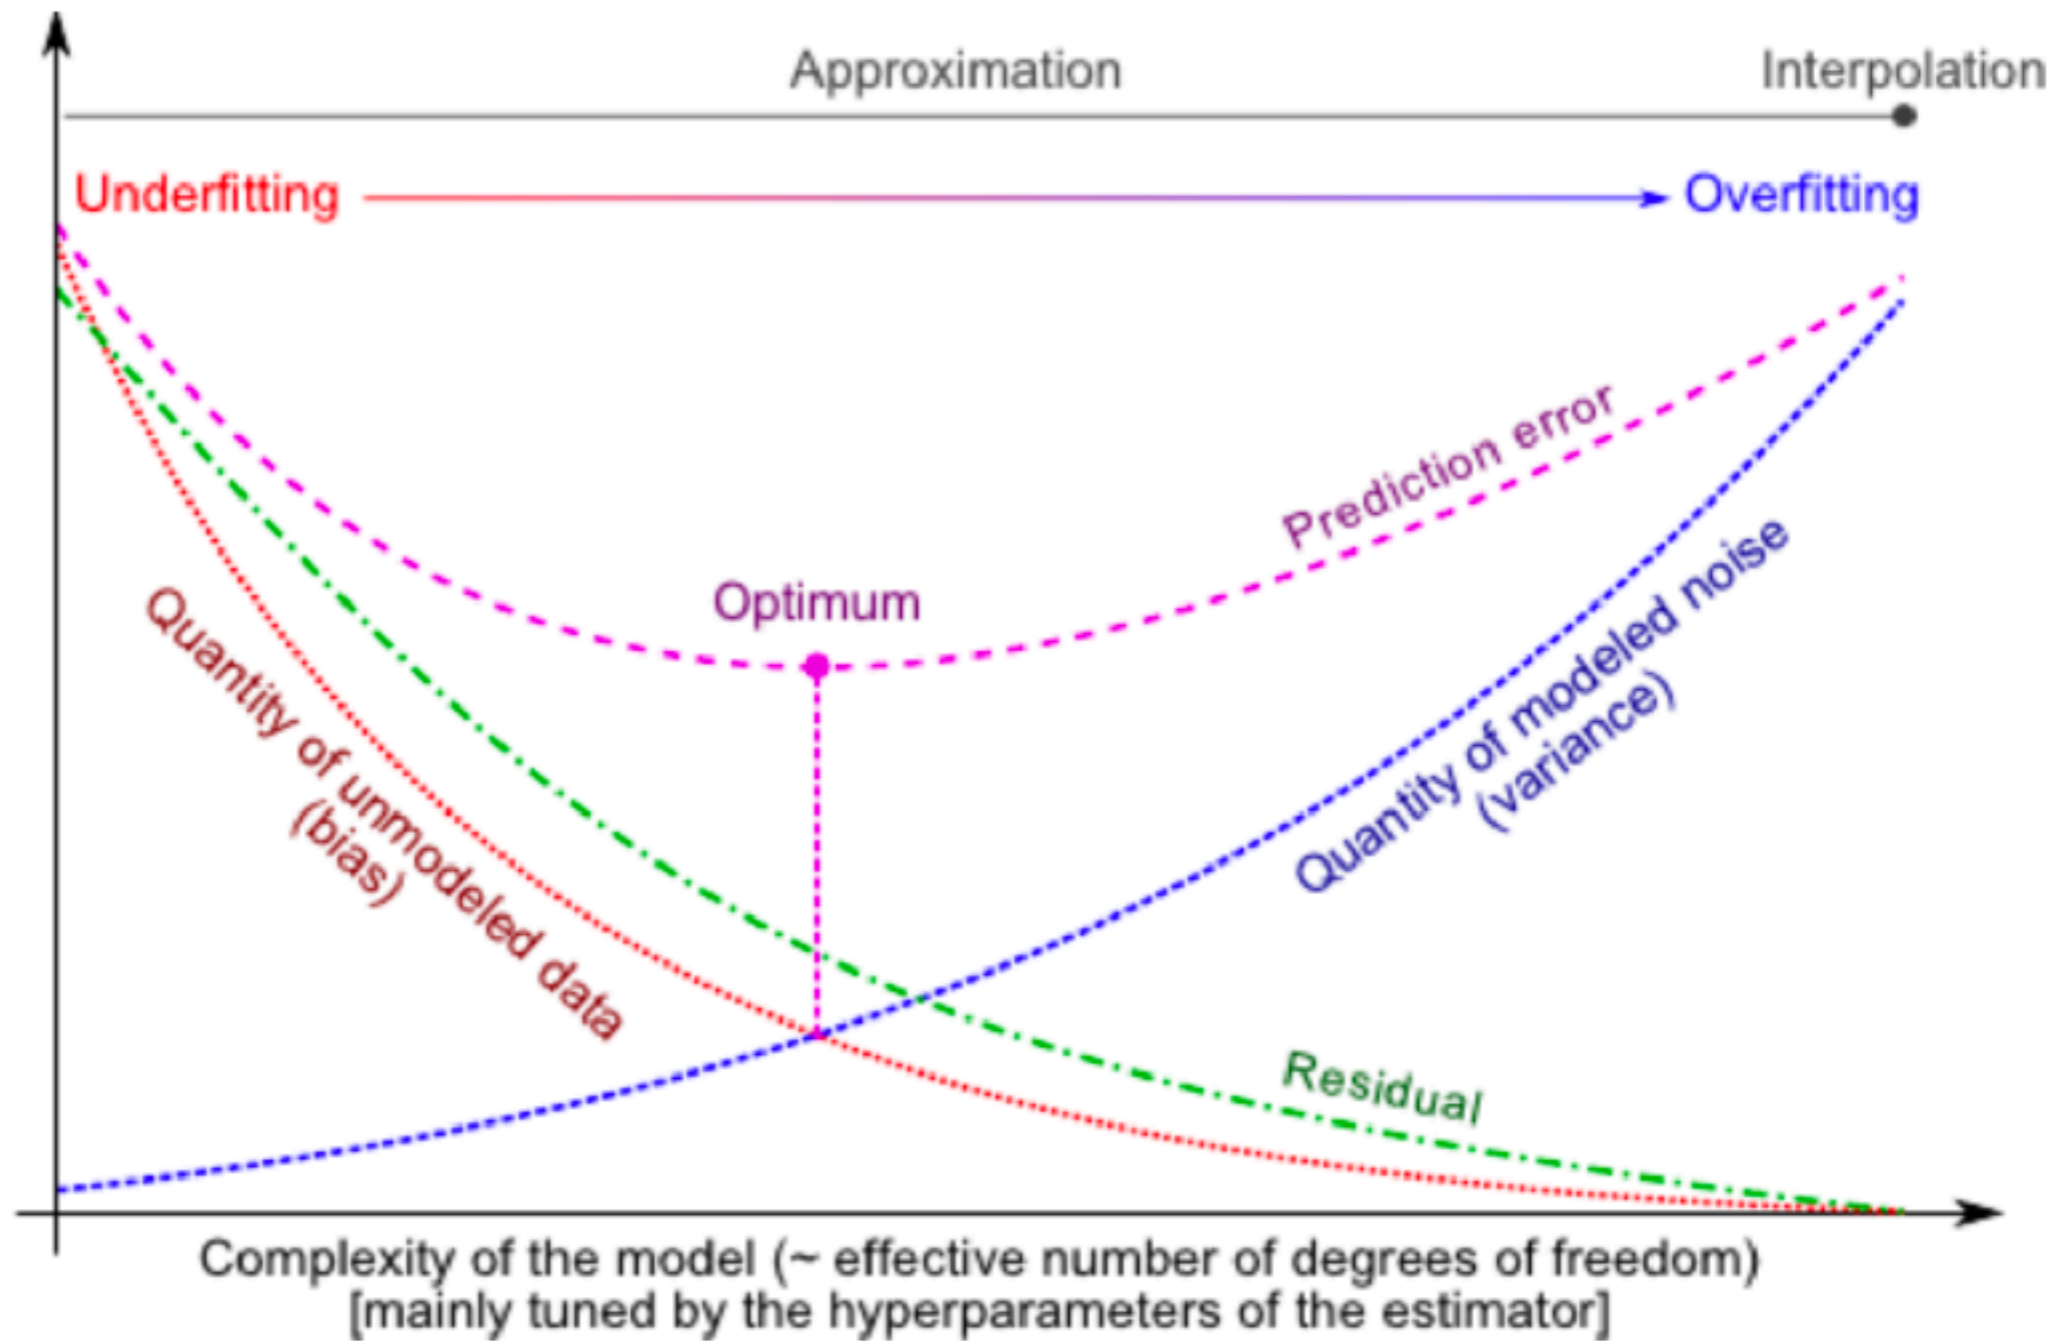 Approximation
Interpolation
Underfitting
Overfitting
Prediction error
Optimum
Quantity of unmodeled data
(bias)
Quantity of modeled noise
(variance)
Residual
Complexity of the model (~ effective number of degrees of freedom)
[mainly tuned by the hyperparameters of the estimator]